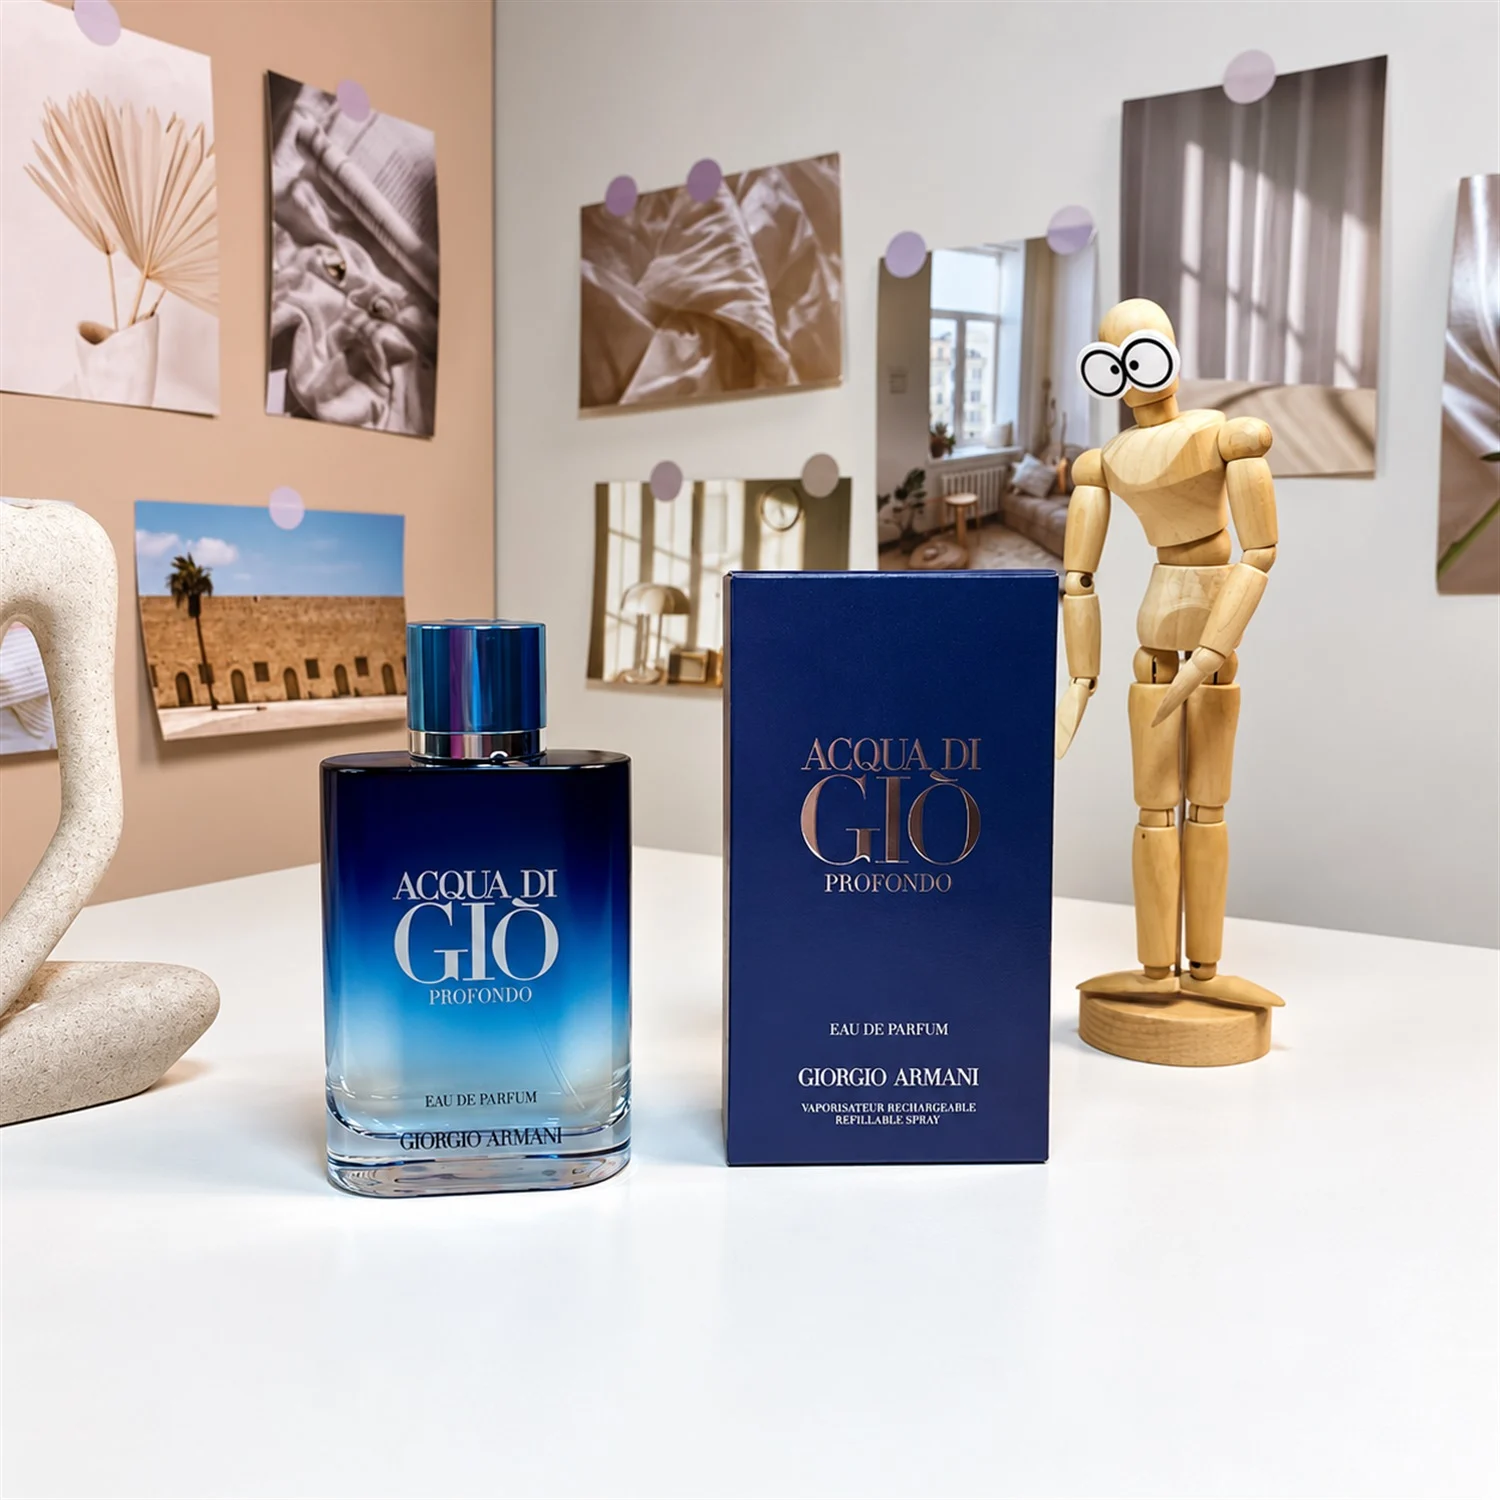 ACQUA DI
GIÒ
PROFONDO
EAU DE PARFUM
GIORGIO ARMANI
ACQUA DI
GIÒ
PROFONDO
EAU DE PARFUM
GIORGIO ARMANI
VAPORISATEUR RECHARGEABLE
REFILLABLE SPRAY